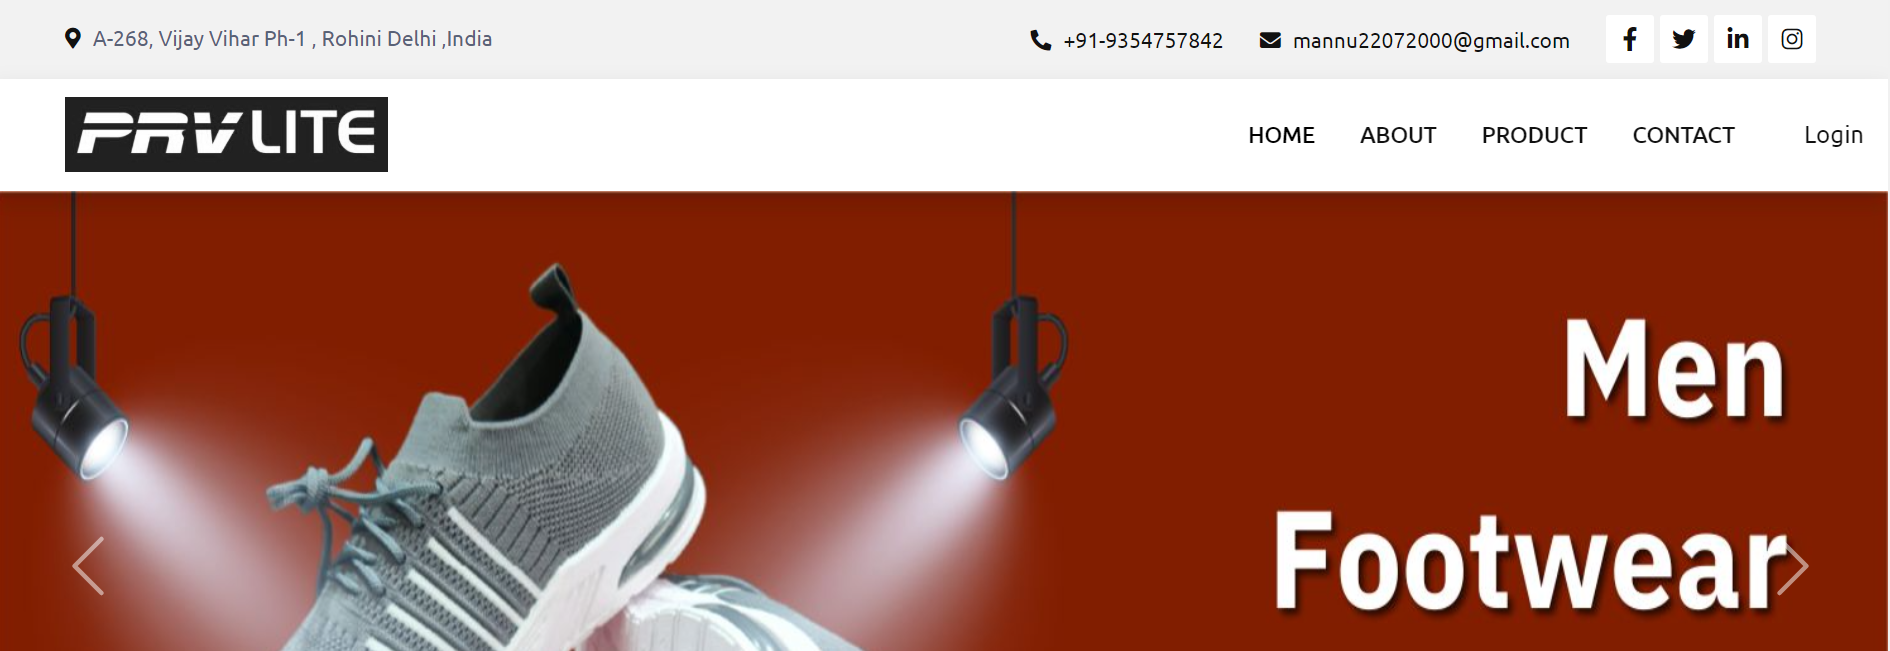 A-268, Vijay Vihar Ph-1 , Rohini Delhi ,India
+91-9354757842
mannu22072000@gmail.com
PRV LITE
HOME ABOUT PRODUCT CONTACT Login
Men
Footwear